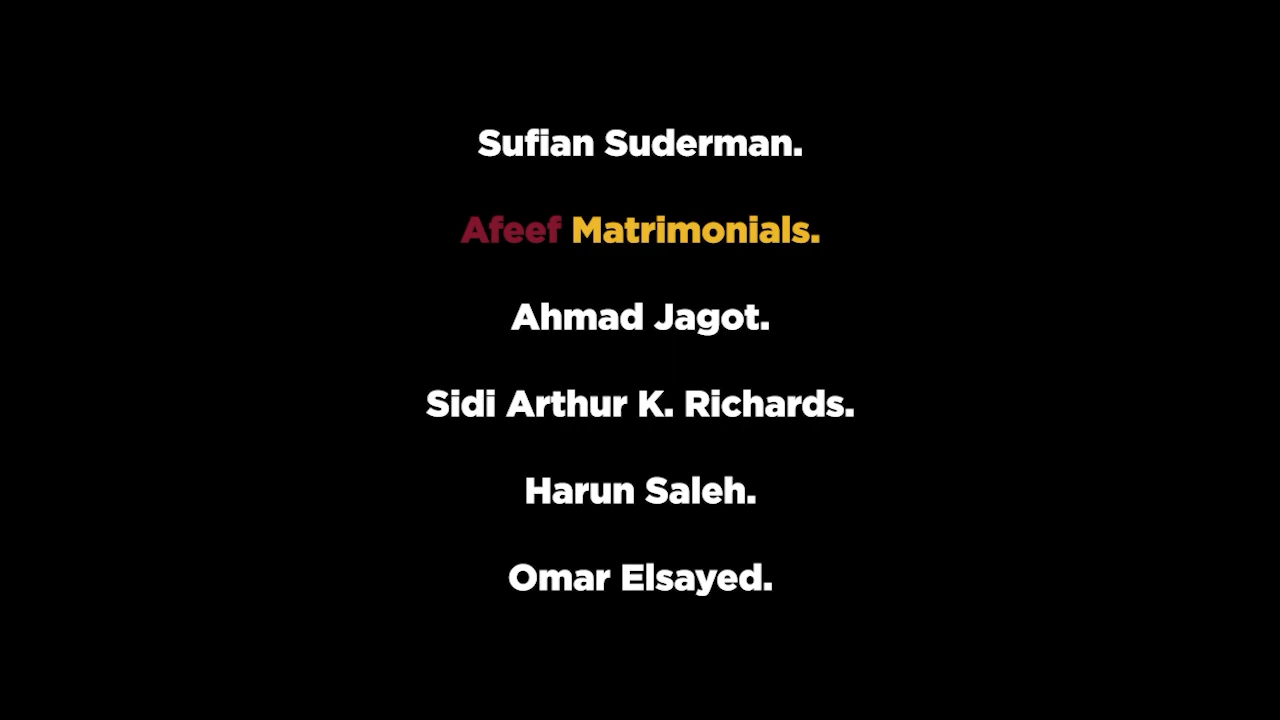 Sufian Suderman.
Afeef Matrimonials.
Ahmad Jagot.
Sidi Arthur K. Richards.
Harun Saleh.
Omar Elsayed.